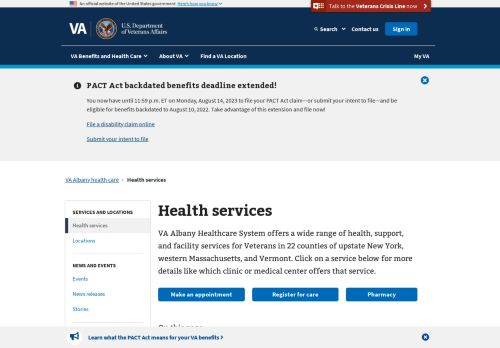 An official website of the United States government Here's how you know
Talk to the Veterans Crisis Line now
VA
U.S. Department
of Veterans Affairs
Search
Contact us
Sign in
VA Benefits and Health Care
About VA
Find a VA Location
My VA
PACT Act backdated benefits deadline extended!
You now have until 11:59 p.m. ET on Monday, August 14, 2023 to file your PACT Act claim—or submit your intent to file—and be
eligible for benefits backdated to August 10, 2022. Take advantage of this extension and file now!
File a disability claim online
Submit your intent to file
VA Albany health care › Health services
SERVICES AND LOCATIONS
Health services
Locations
NEWS AND EVENTS
Events
News releases
Stories
Health services
VA Albany Healthcare System offers a wide range of health, support,
and facility services for Veterans in 22 counties of upstate New York,
western Massachusetts, and Vermont. Click on a service below for more
details like which clinic or medical center offers that service.
Make an appointment
Register for care
Pharmacy
On this page
Learn what the PACT Act means for your VA benefits